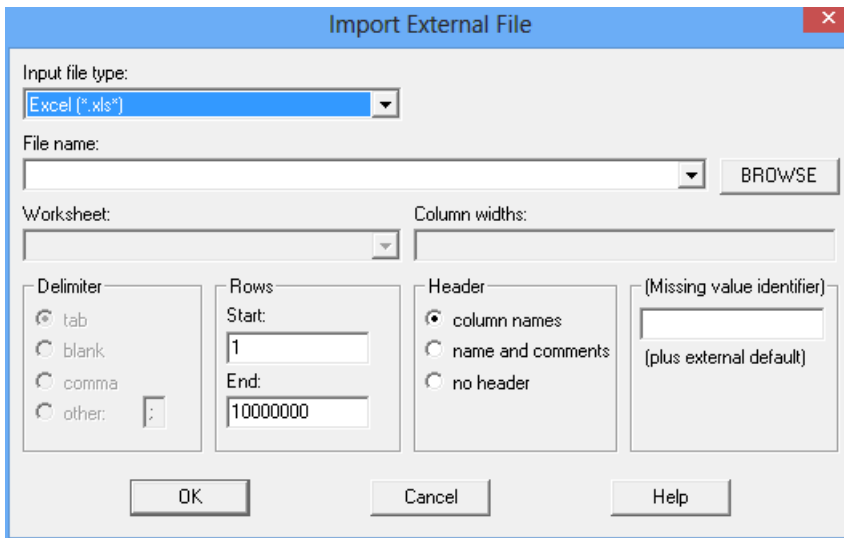 Import External File
Input file type:
Excel (*.xls*)
File name:
BROWSE
Worksheet:
Column widths:
Delimiter
tab
blank
comma
other: ;
Rows
Start:
1
End:
10000000
Header
column names
name and comments
no header
(Missing value identifier)
(plus external default)
OK
Cancel
Help